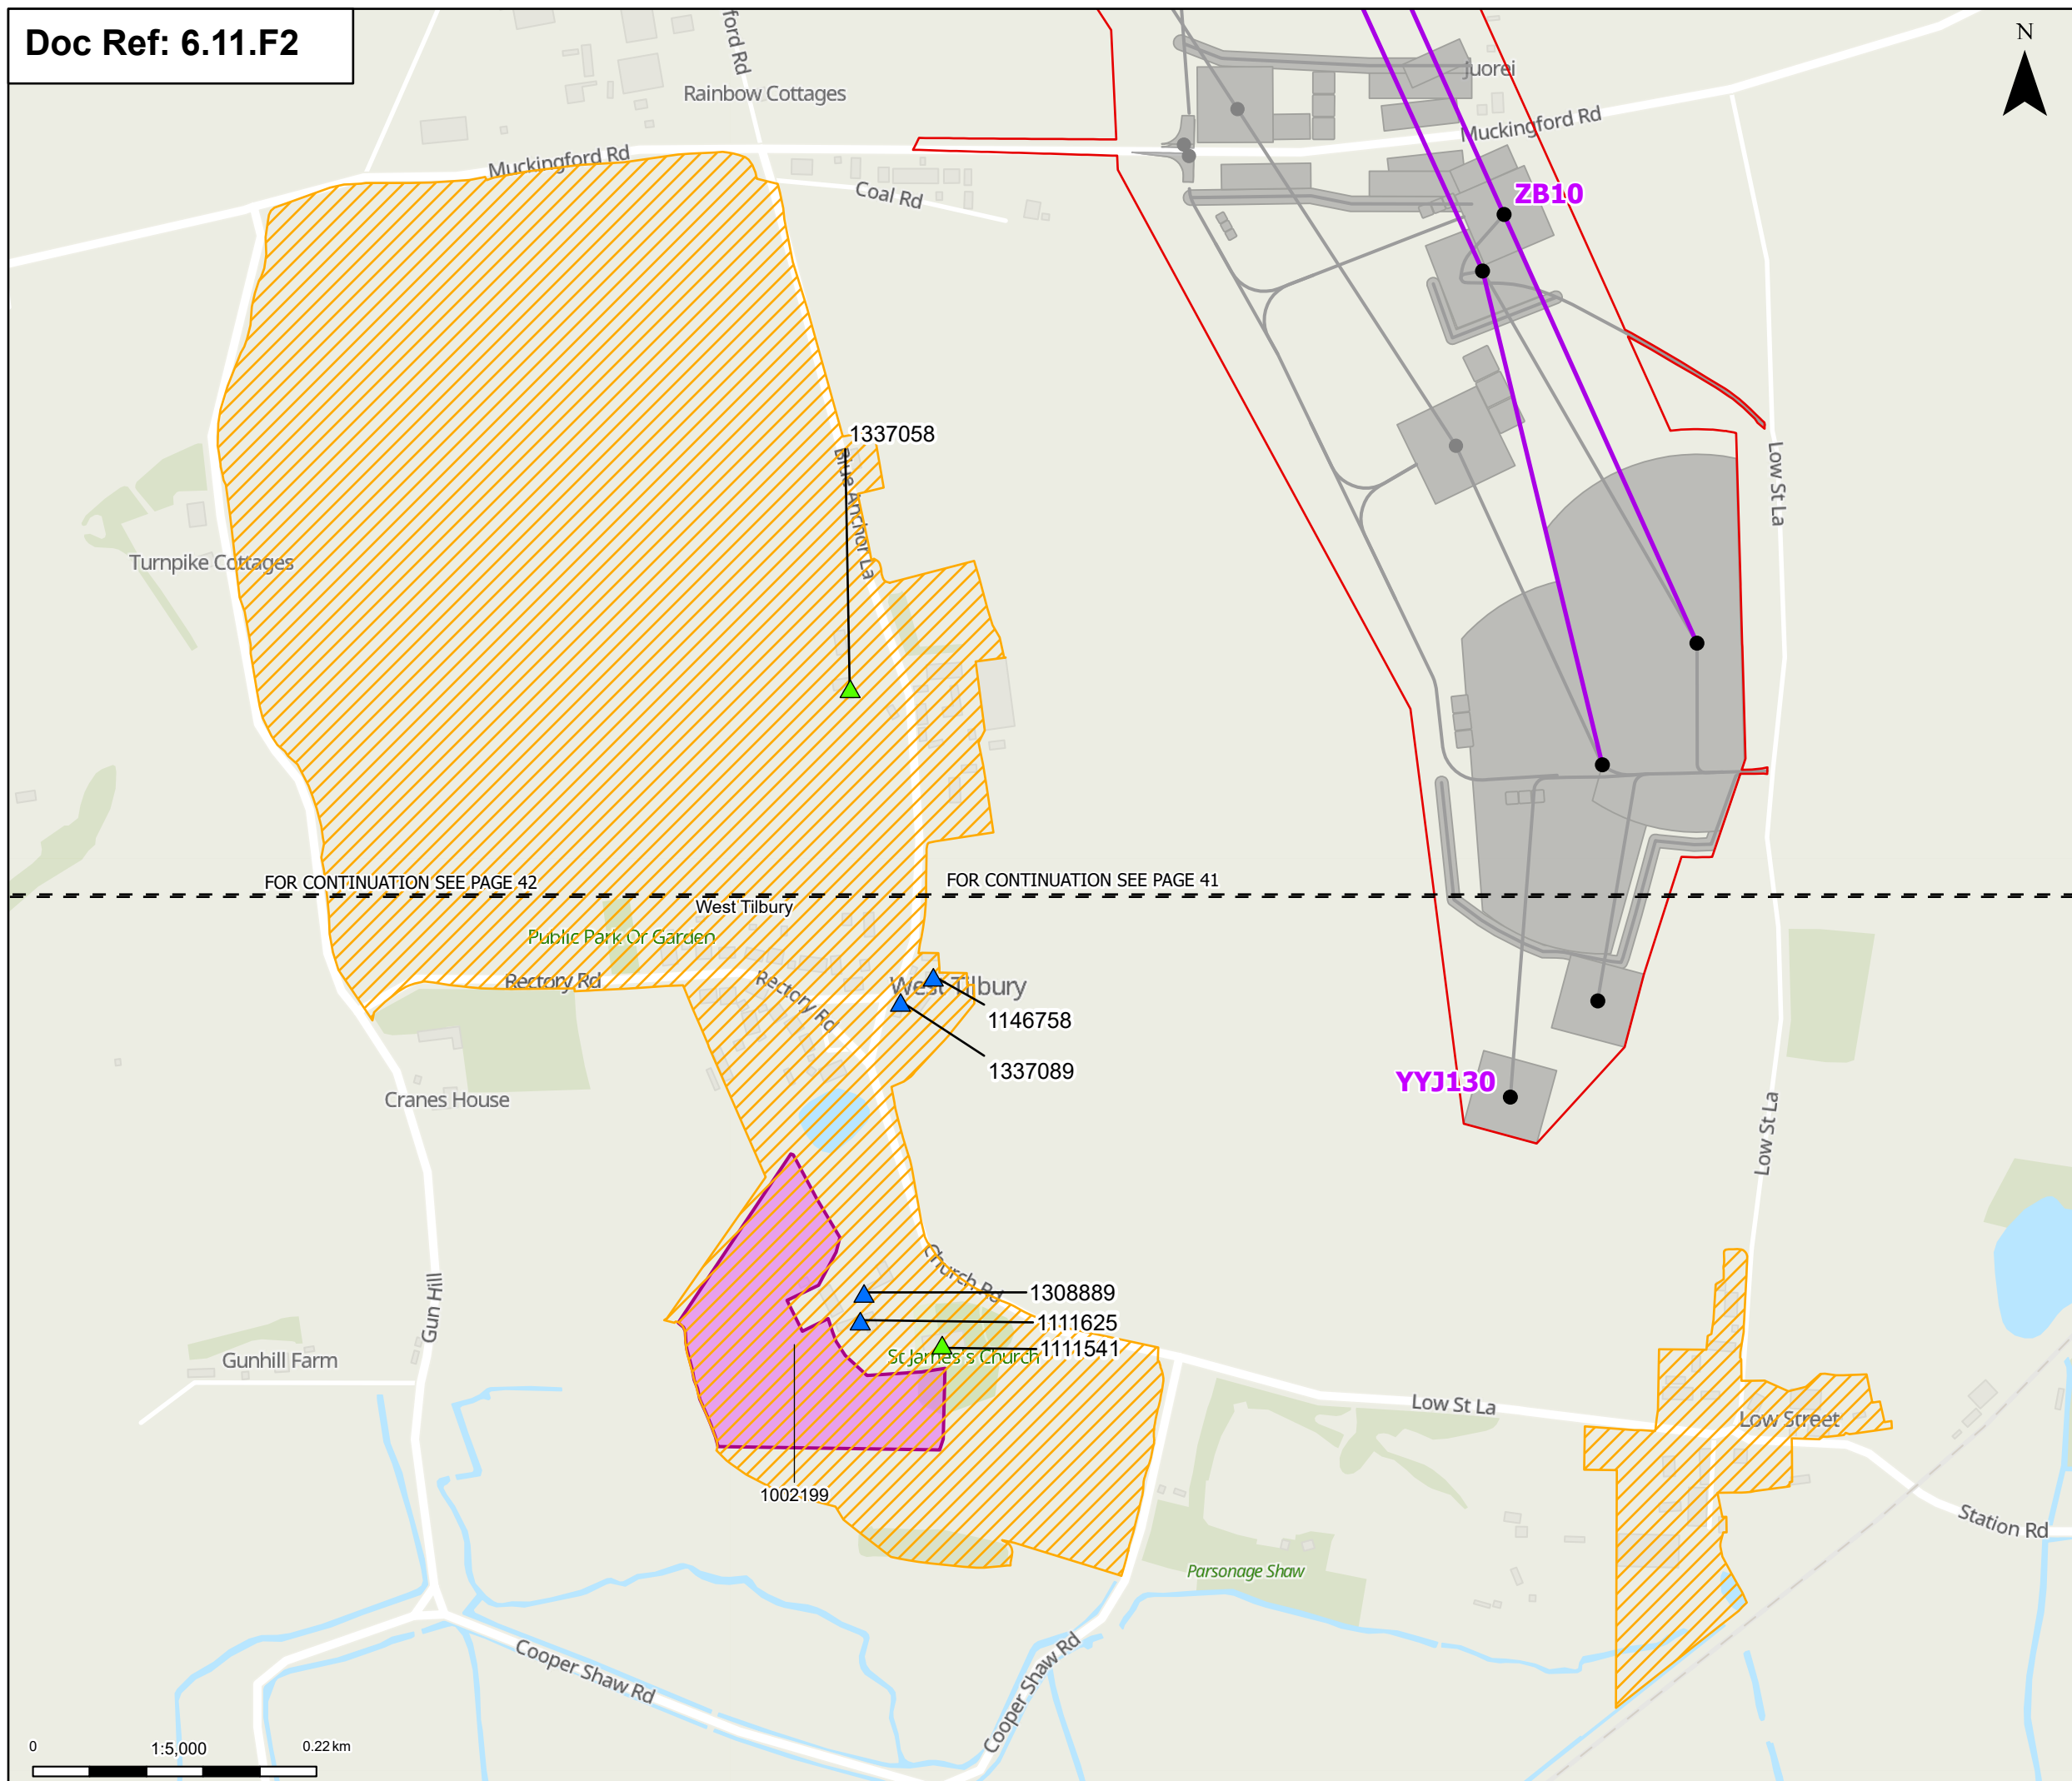 Doc Ref: 6.11.F2
N
ford Rd
Rainbow Cottages
Juorei
Muckingford Rd
Muckingford Rd
Coal Rd
ZB10
1337058
Blue Anchor La
Low St La
Turnpike Cottages
FOR CONTINUATION SEE PAGE 42
FOR CONTINUATION SEE PAGE 41
West Tilbury
Public Park Or Garden
Rectory Rd
Rectory Rd
West Tilbury
1146758
1337089
YYJ130
Cranes House
Low St La
Church Rd
1308889
1111625
1111541
St James's Church
Gun Hill
Gunhill Farm
Low St La
Low Street
1002199
Station Rd
Parsonage Shaw
Cooper Shaw Rd
Cooper Shaw Rd
0
1:5,000
0.22 km